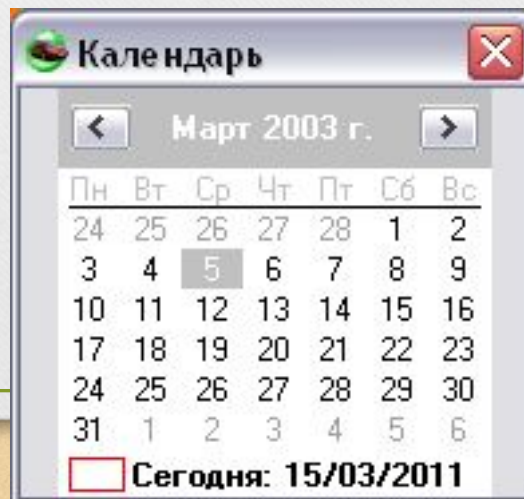 Календарь
Март 2003 г.
Пн Вт Ср Чт Пт Сб Вс
24 25 26 27 28 1 2
3 4 5 6 7 8 9
10 11 12 13 14 15 16
17 18 19 20 21 22 23
24 25 26 27 28 29 30
31 1 2 3 4 5 6
Сегодня: 15/03/2011